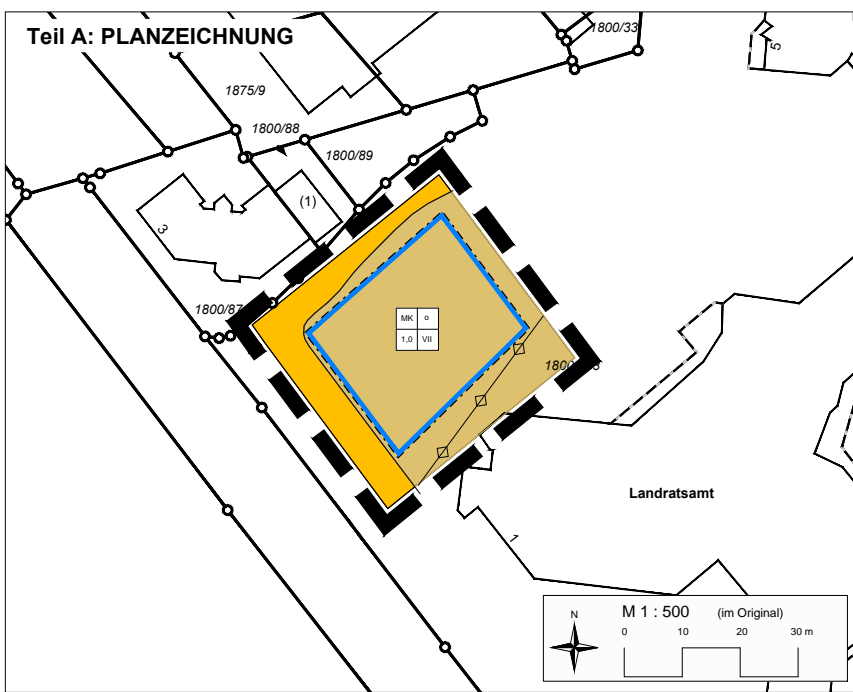 Teil A: PLANZEICHNUNG
1800/33
5
1875/9
1800/88
1800/89
(1)
3
1800/87
MK o
1,0 VII
Landratsamt
1
N
M 1 : 500 (im Original)
0 10 20 30 m